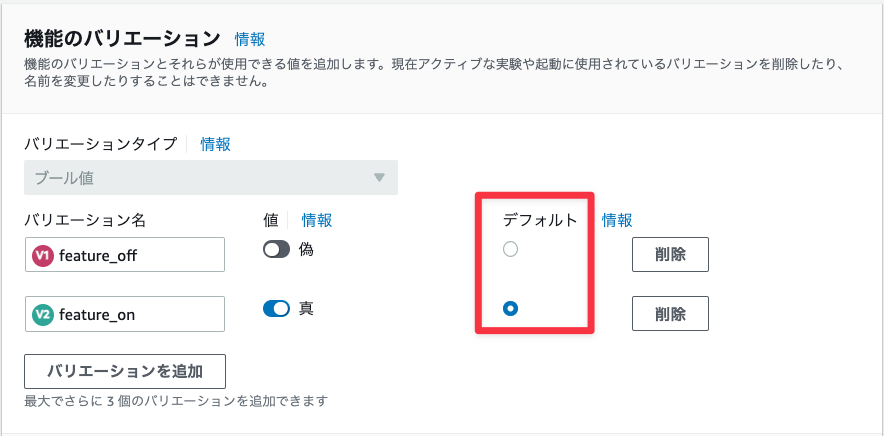 機能のバリエーション 情報
機能のバリエーションとそれらが使用できる値を追加します。現在アクティブな実験や起動に使用されているバリエーションを削除したり、
名前を変更したりすることはできません。
バリエーションタイプ 情報
ブール値
バリエーション名 値 情報 デフォルト 情報
V1 feature_off 偽 削除
V2 feature_on 真 削除
バリエーションを追加
最大でさらに 3 個のバリエーションを追加できます